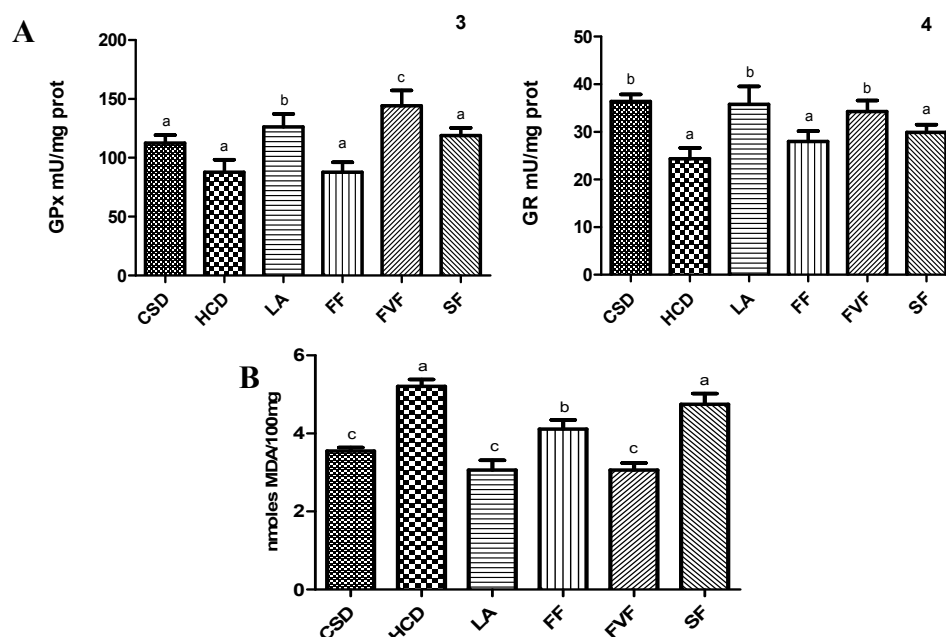 A
3
GPx mU/mg prot
200
150
100
50
0
a
a
b
a
c
a
CSD
HCD
LA
FF
FVF
SF
4
GR mU/mg prot
50
40
30
20
10
0
b
a
b
a
b
a
CSD
HCD
LA
FF
FVF
SF
B
nmoles MDA/100mg
6
4
2
0
c
a
c
b
c
a
CSD
HCD
LA
FF
FVF
SF